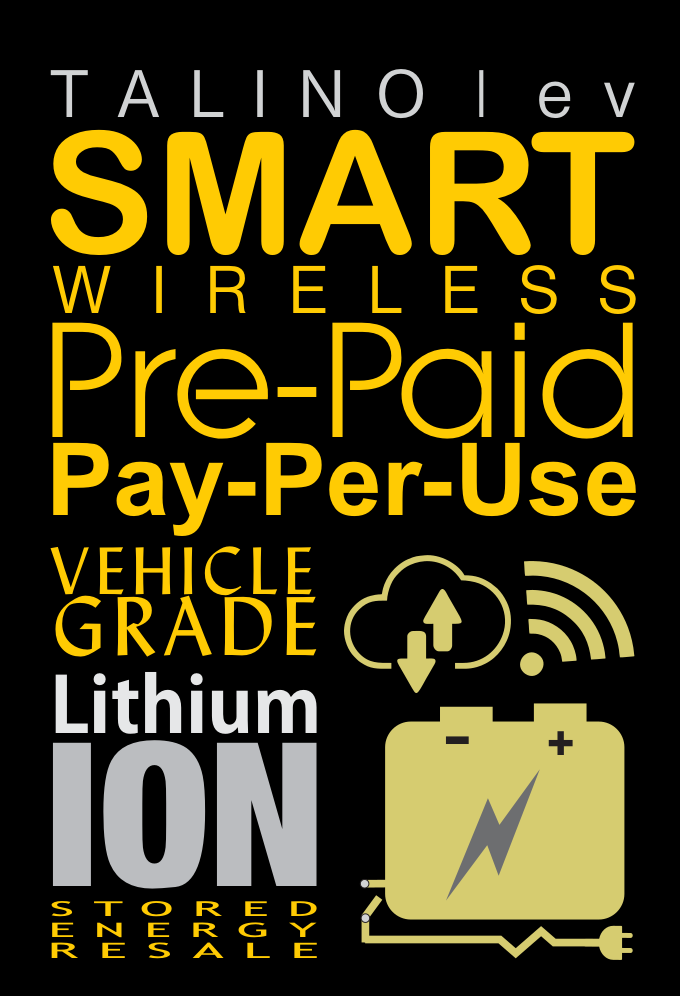 TALINO|ev
SMART
WIRELESS
Pre-Paid
Pay-Per-Use
VEHICLE
GRADE
Lithium
ION
- +
STORED
ENERGY
RESALE